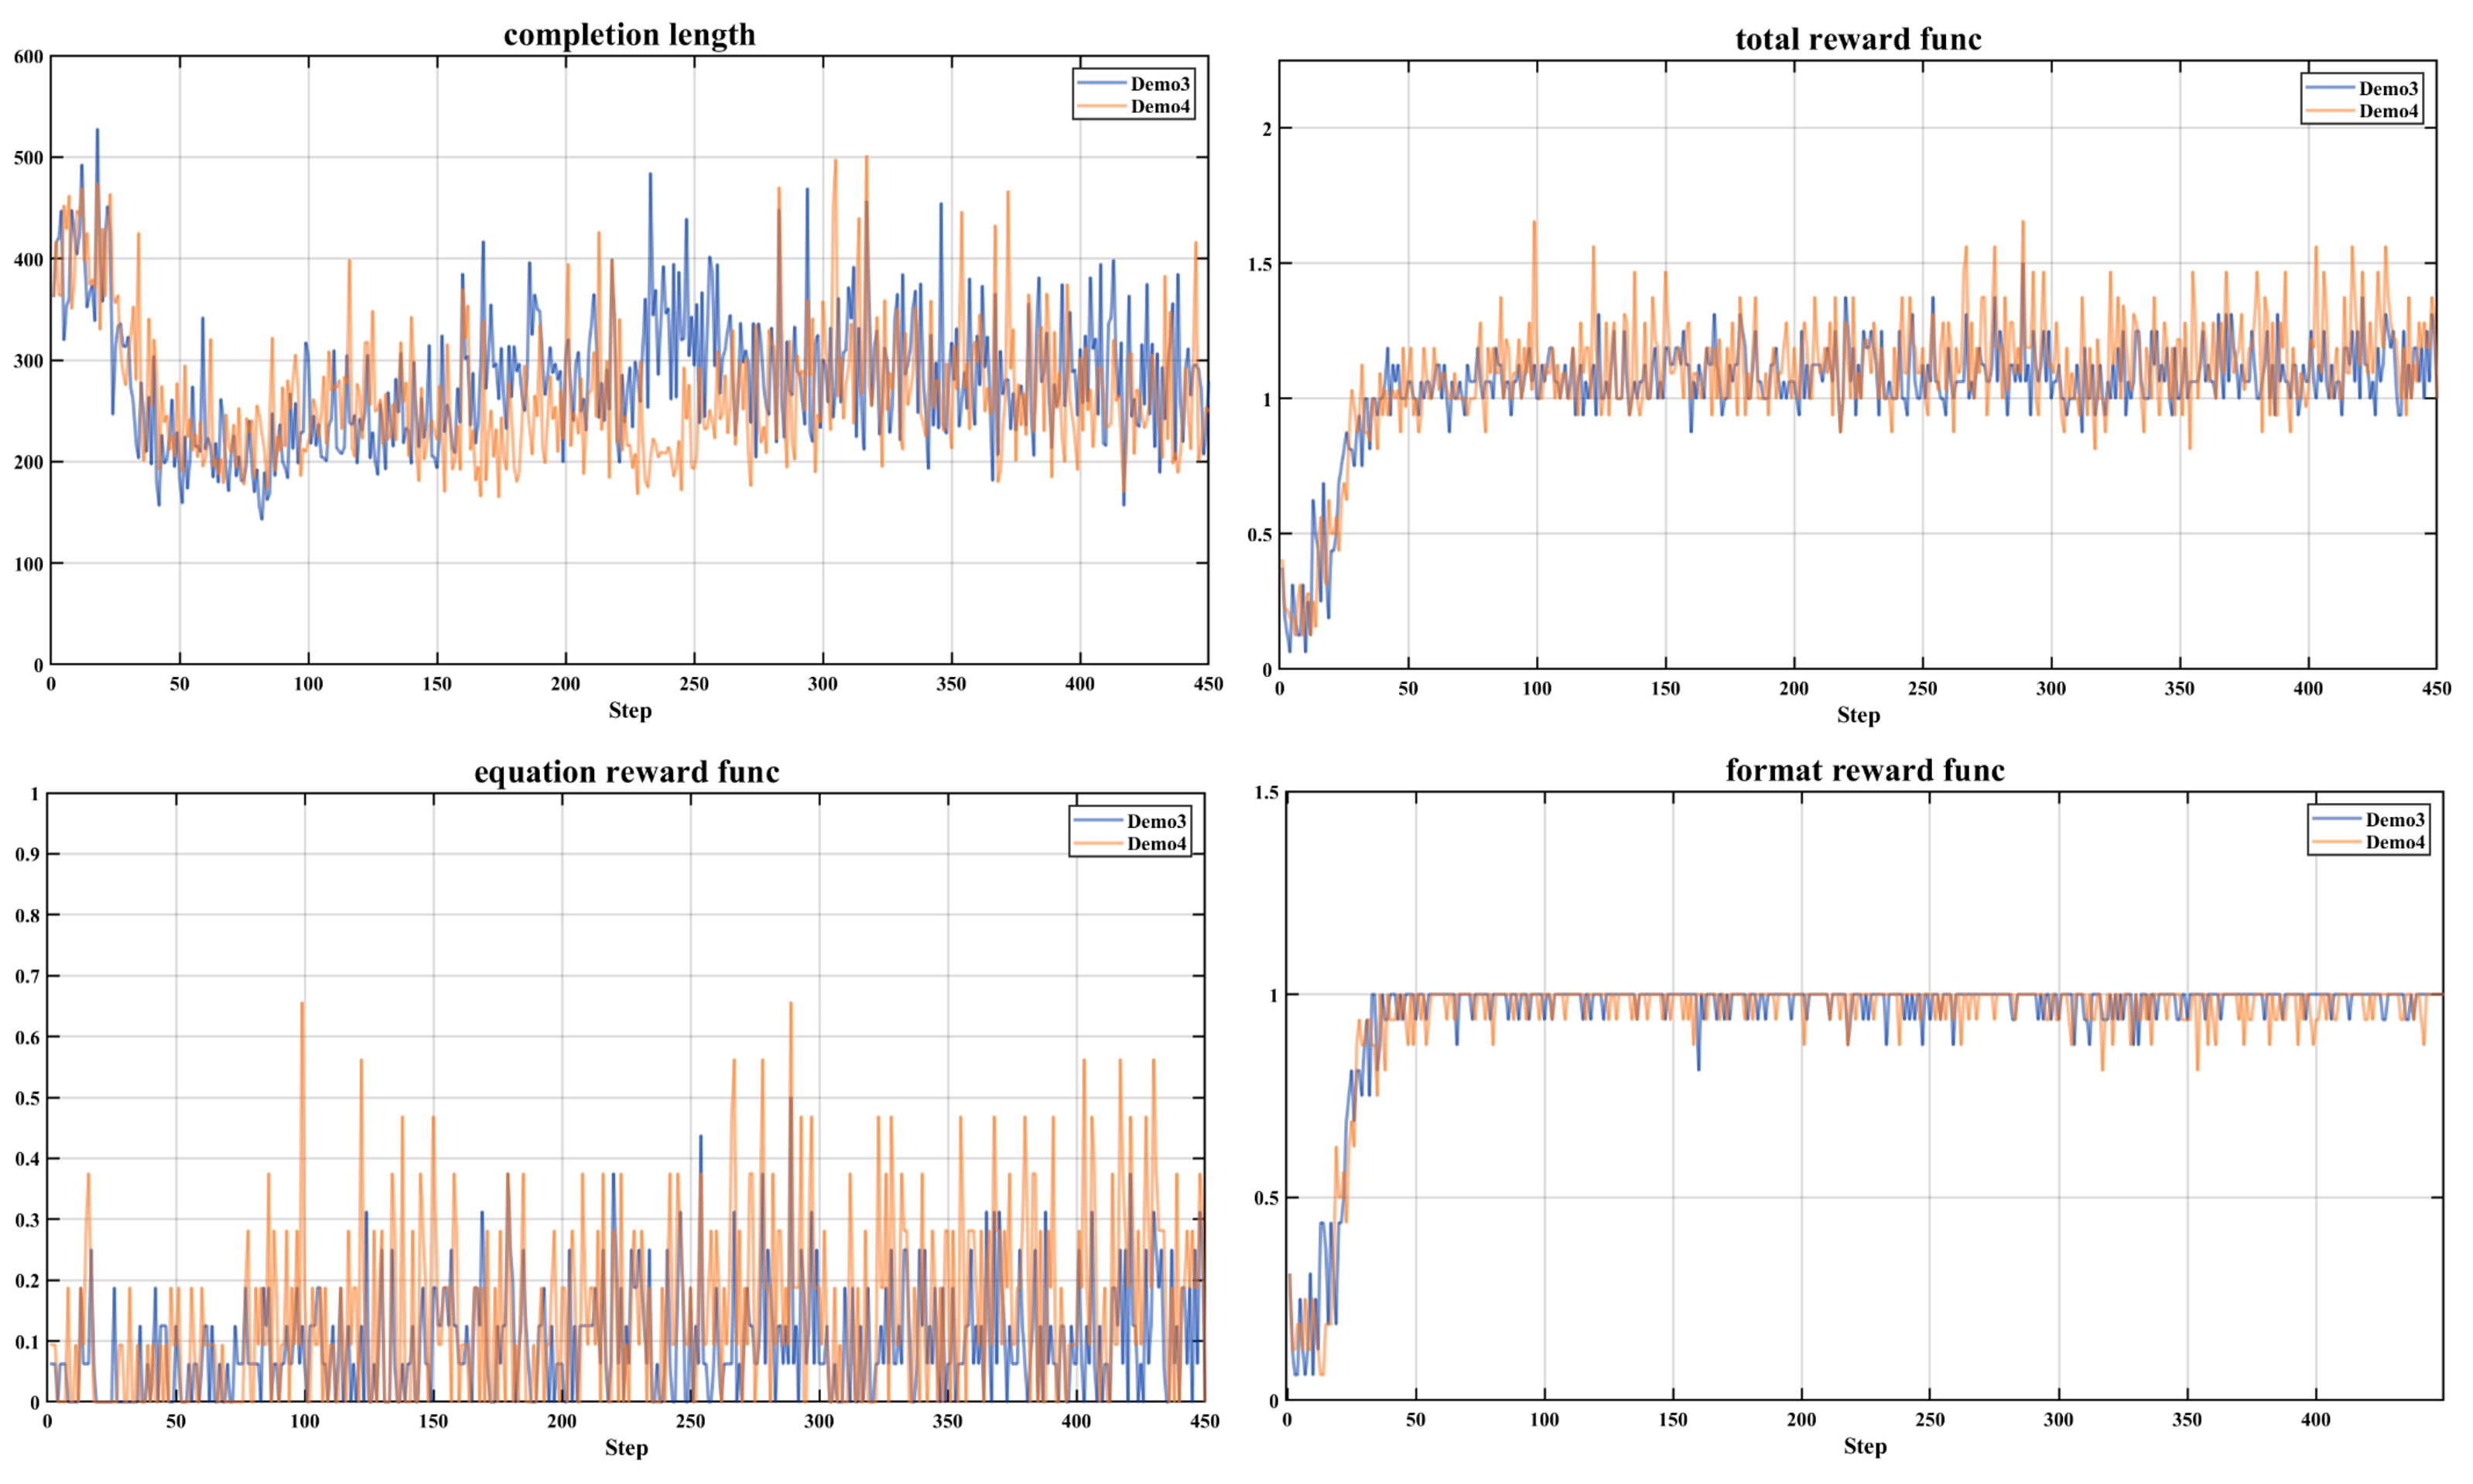 completion length
600
500
400
300
200
100
0
0 50 100 150 200 250 300 350 400 450
Step
Demo3
Demo4
total reward func
2
1.5
1
0.5
0
0 50 100 150 200 250 300 350 400 450
Step
Demo3
Demo4
equation reward func
1
0.9
0.8
0.7
0.6
0.5
0.4
0.3
0.2
0.1
0
0 50 100 150 200 250 300 350 400 450
Step
Demo3
Demo4
format reward func
1.5
1
0.5
0
0 50 100 150 200 250 300 350 400
Step
Demo3
Demo4